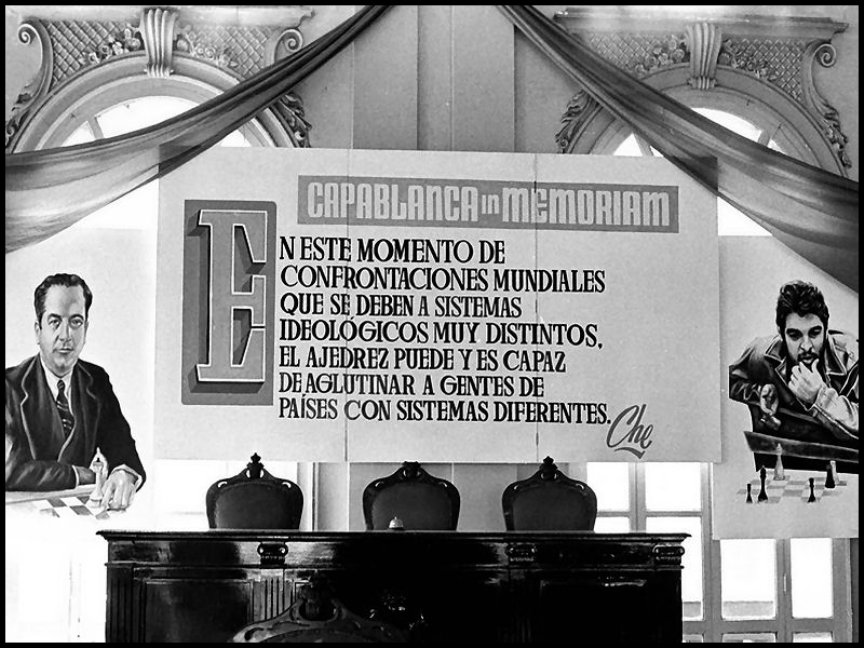 CAPABLANCA in MEMORIAM
EN ESTE MOMENTO DE
CONFRONTACIONES MUNDIALES
QUE SE DEBEN A SISTEMAS
IDEOLÓGICOS MUY DISTINTOS,
EL AJEDREZ PUEDE Y ES CAPAZ
DE AGLUTINAR A GENTES DE
PAÍSES CON SISTEMAS DIFERENTES.
Che